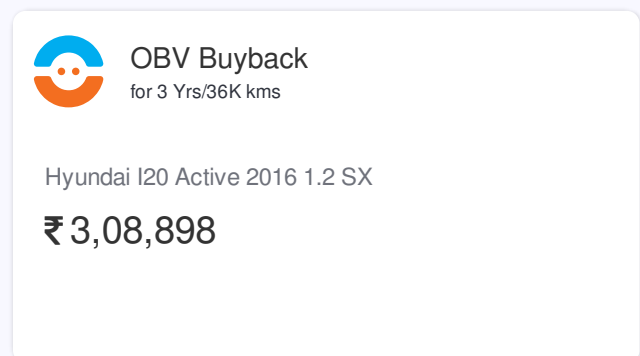 OBV Buyback
for 3 Yrs/36K kms
Hyundai I20 Active 2016 1.2 SX
₹ 3,08,898